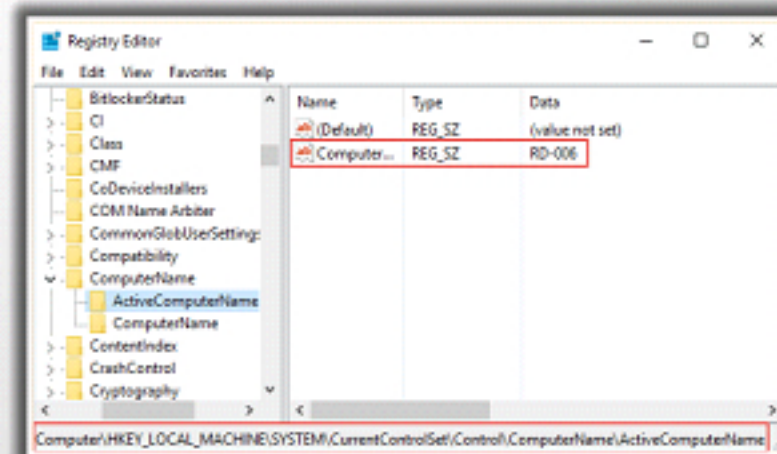 Registry Editor
File Edit View Favorites Help
Name Type Data
(Default) REG_SZ (value not set)
Computer... REG_SZ RD-006
BitlockerStatus
CI
Class
CMF
CoDeviceInstallers
COM Name Arbiter
CommonGlobUserSettings
Compatibility
ComputerName
ActiveComputerName
ComputerName
ContentIndex
CrashControl
Cryptography
Computer\HKEY_LOCAL_MACHINE\SYSTEM\CurrentControlSet\Control\ComputerName\ActiveComputerName